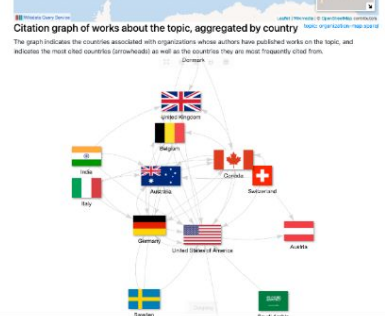 Wikidata Query Service
Leaflet | Wikimedia | © OpenStreetMap contributors
Citation graph of works about the topic, aggregated by country
topic-organization-map.sparql
The graph indicates the countries associated with organizations whose authors have published works on the topic, and
indicates the most cited countries (arrowheads) as well as the countries they are most frequently cited from.
Denmark
United Kingdom
Belgium
India
Canada
Australia
Switzerland
Italy
Germany
United States of America
Austria
Sweden